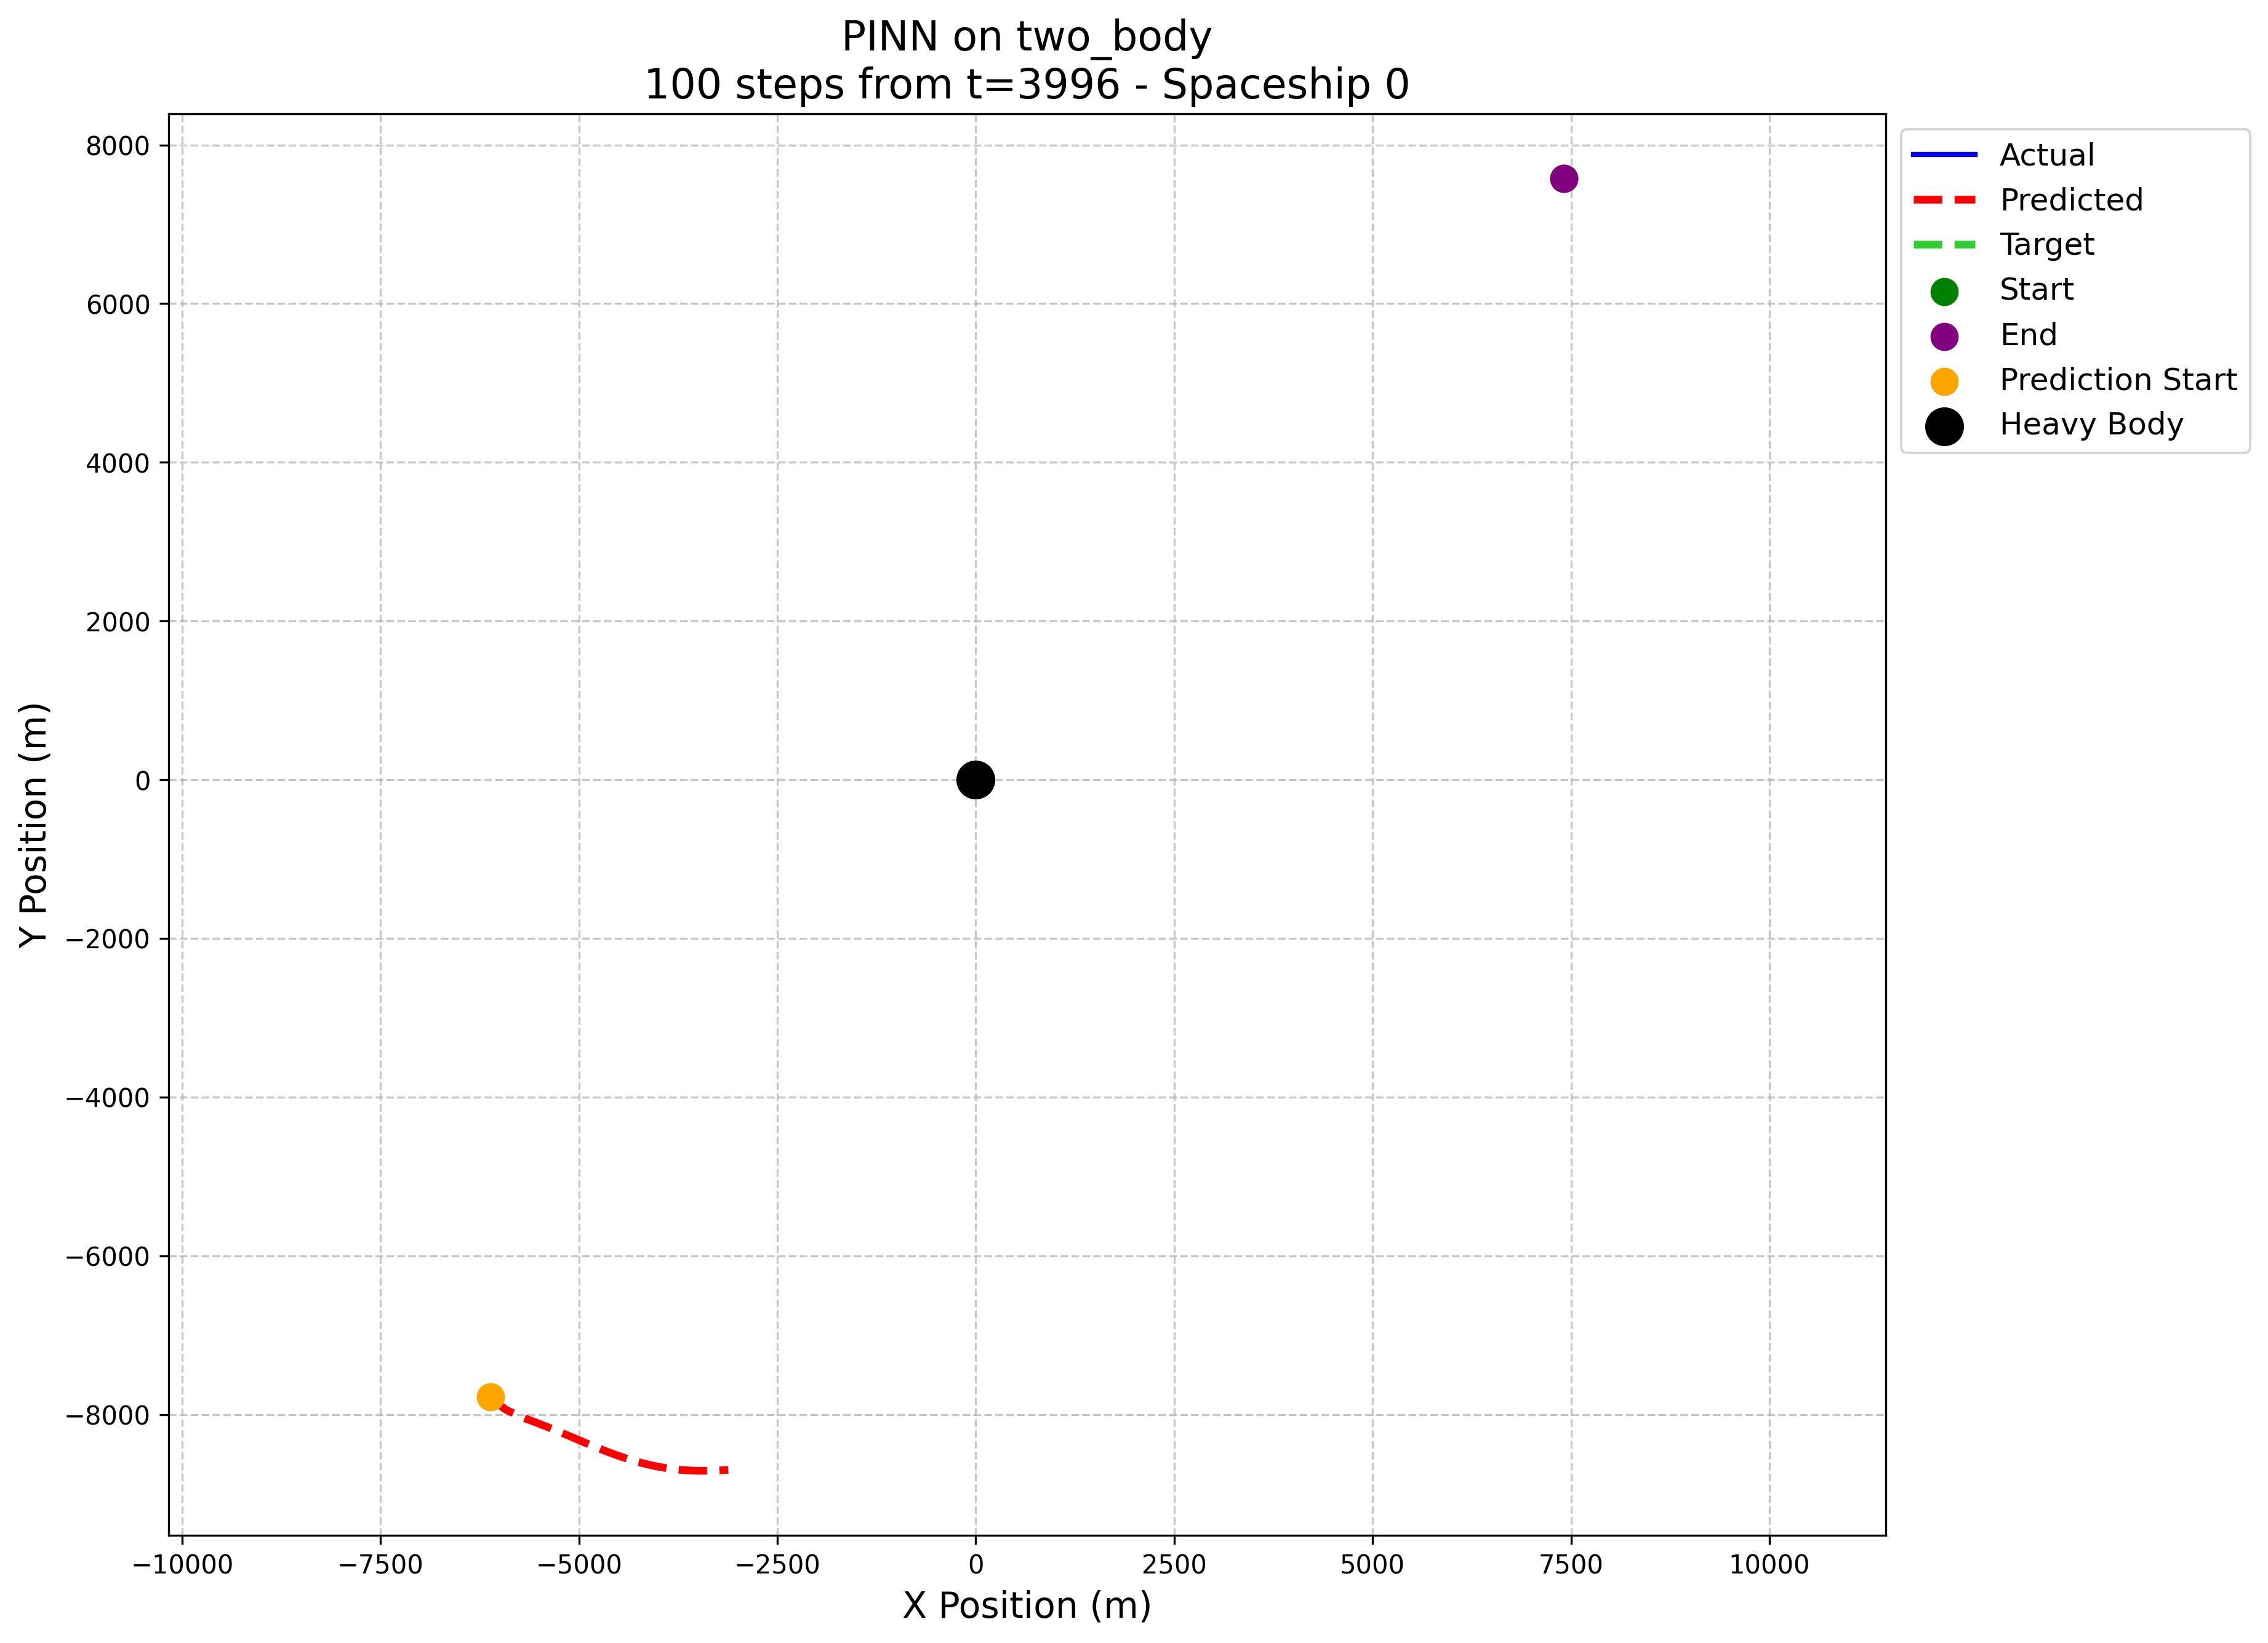 PINN on two_body
100 steps from t=3996 - Spaceship 0
Actual
Predicted
Target
Start
End
Prediction Start
Heavy Body
Y Position (m)
8000
6000
4000
2000
0
−2000
−4000
−6000
−8000
−10000
−7500
−5000
−2500
0
2500
5000
7500
10000
X Position (m)